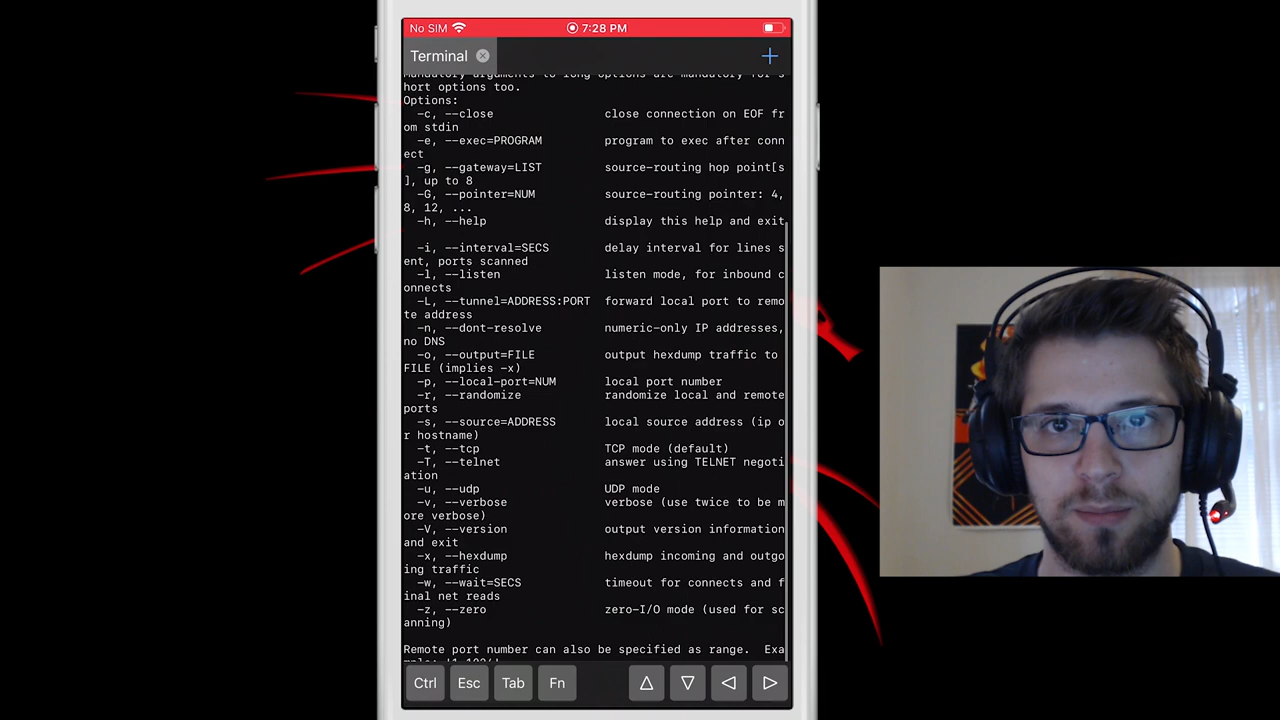 No SIM 7:28 PM
Terminal
Mandatory arguments to long options are mandatory for s
hort options too.
Options:
-c, --close close connection on EOF fr
om stdin
-e, --exec=PROGRAM program to exec after conn
ect
-g, --gateway=LIST source-routing hop point[s
], up to 8
-G, --pointer=NUM source-routing pointer: 4,
8, 12, ...
-h, --help display this help and exit
-i, --interval=SECS delay interval for lines s
ent, ports scanned
-l, --listen listen mode, for inbound c
onnects
-L, --tunnel=ADDRESS:PORT forward local port to remo
te address
-n, --dont-resolve numeric-only IP addresses,
no DNS
-o, --output=FILE output hexdump traffic to
FILE (implies -x)
-p, --local-port=NUM local port number
-r, --randomize randomize local and remote
ports
-s, --source=ADDRESS local source address (ip o
r hostname)
-t, --tcp TCP mode (default)
-T, --telnet answer using TELNET negoti
ation
-u, --udp UDP mode
-v, --verbose verbose (use twice to be m
ore verbose)
-V, --version output version information
and exit
-x, --hexdump hexdump incoming and outgo
ing traffic
-w, --wait=SECS timeout for connects and f
inal net reads
-z, --zero zero-I/O mode (used for sc
anning)
Remote port number can also be specified as range. Exa
Ctrl Esc Tab Fn